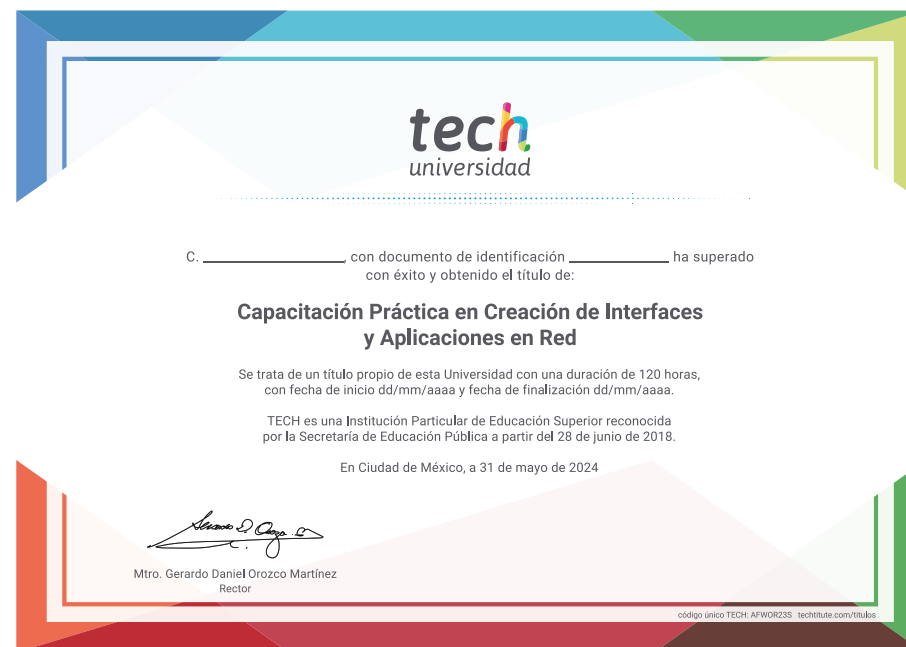 tech
universidad
C. ____________, con documento de identificación ____________ ha superado
con éxito y obtenido el título de:
Capacitación Práctica en Creación de Interfaces
y Aplicaciones en Red
Se trata de un título propio de esta Universidad con una duración de 120 horas,
con fecha de inicio dd/mm/aaaa y fecha de finalización dd/mm/aaaa.
TECH es una Institución Particular de Educación Superior reconocida
por la Secretaría de Educación Pública a partir del 28 de junio de 2018.
En Ciudad de México, a 31 de mayo de 2024
Mtro. Gerardo Daniel Orozco Martínez
Rector
código único TECH: AFWOR23S techtitute.com/titulos